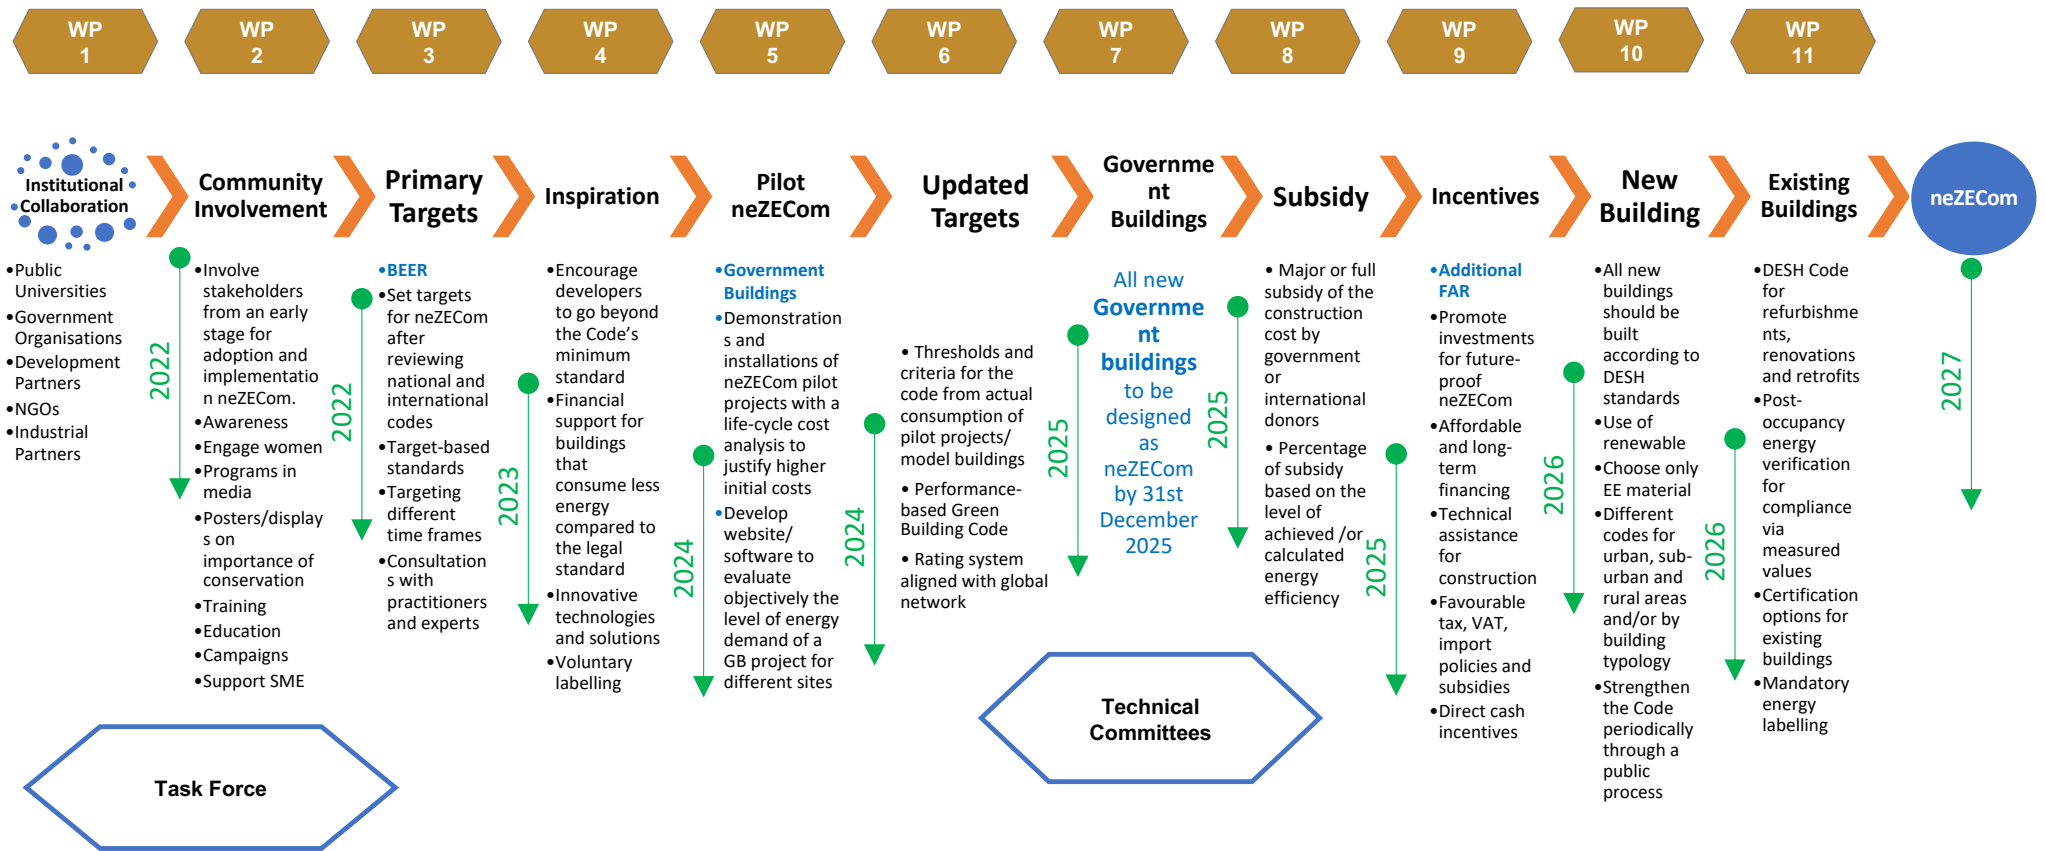 WP
1
WP
2
WP
3
WP
4
WP
5
WP
6
WP
7
WP
8
WP
9
WP
10
WP
11
Institutional
Collaboration
•Public
Universities
•Government
Organisations
•Development
Partners
•NGOs
•Industrial
Partners
2022
Community
Involvement
•Involve
stakeholders
from an early
stage for
adoption and
implementatio
n neZECom.
•Awareness
•Engage women
•Programs in
media
•Posters/display
s on
importance of
conservation
•Training
•Education
•Campaigns
•Support SME
2022
Primary
Targets
•BEER
•Set targets
for neZECom
after
reviewing
national and
international
codes
•Target-based
standards
•Targeting
different
time frames
•Consultation
s with
practitioners
and experts
2023
Inspiration
•Encourage
developers
to go beyond
the Code’s
minimum
standard
•Financial
support for
buildings
that
consume less
energy
compared to
the legal
standard
•Innovative
technologies
and solutions
•Voluntary
labelling
2024
Pilot
neZECom
•Government
Buildings
•Demonstration
s and
installations of
neZECom pilot
projects with a
life-cycle cost
analysis to
justify higher
initial costs
•Develop
website/
software to
evaluate
objectively the
level of energy
demand of a
GB project for
different sites
2024
Updated
Targets
• Thresholds and
criteria for the
code from actual
consumption of
pilot projects/
model buildings
• Performance-
based Green
Building Code
• Rating system
aligned with global
network
2025
Governme
nt
Buildings
All new
Governme
nt
buildings
to be
designed
as
neZECom
by 31st
December
2025
2025
Subsidy
• Major or full
subsidy of the
construction
cost by
government
or
international
donors
• Percentage
of subsidy
based on the
level of
achieved /or
calculated
energy
efficiency
2025
Incentives
•Additional
FAR
•Promote
investments
for future-
proof
neZECom
•Affordable
and long-
term
financing
•Technical
assistance
for
construction
•Favourable
tax, VAT,
import
policies and
subsidies
•Direct cash
incentives
2026
New
Building
•All new
buildings
should be
built
according to
DESH
standards
•Use of
renewable
•Choose only
EE material
•Different
codes for
urban, sub-
urban and
rural areas
and/or by
building
typology
•Strengthen
the Code
periodically
through a
public
process
2026
Existing
Buildings
•DESH Code
for
refurbishme
nts,
renovations
and retrofits
•Post-
occupancy
energy
verification
for
compliance
via
measured
values
•Certification
options for
existing
buildings
•Mandatory
energy
labelling
neZECom
2027
Task Force
Technical
Committees